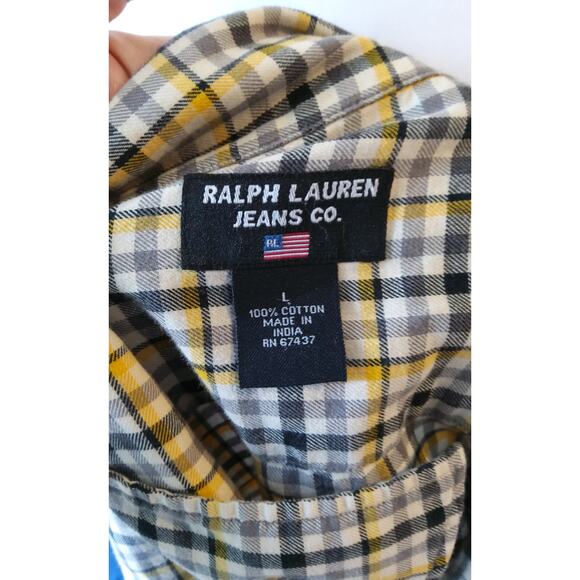 RALPH LAUREN
JEANS CO.
RL
L
100% COTTON
MADE IN
INDIA
RN 67437